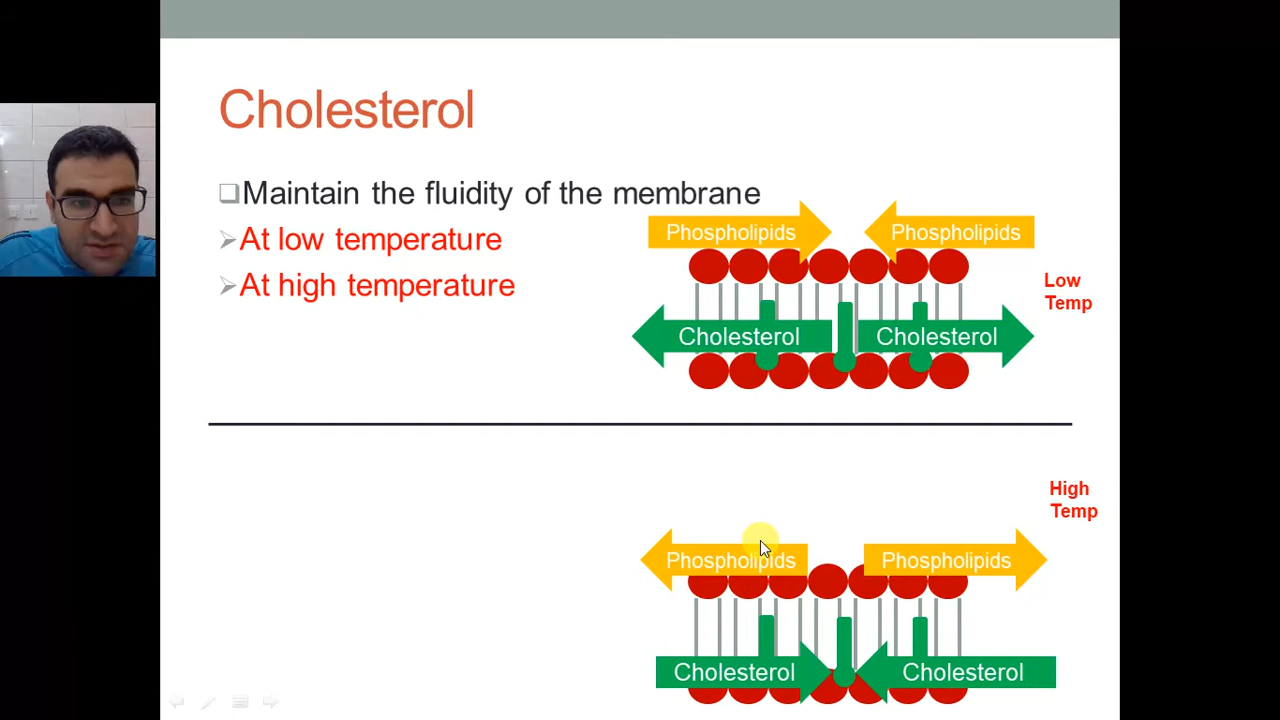 Cholesterol
Maintain the fluidity of the membrane
At low temperature
At high temperature
Phospholipids
Phospholipids
Low
Temp
Cholesterol
Cholesterol
High
Temp
Phospholipids
Phospholipids
Cholesterol
Cholesterol